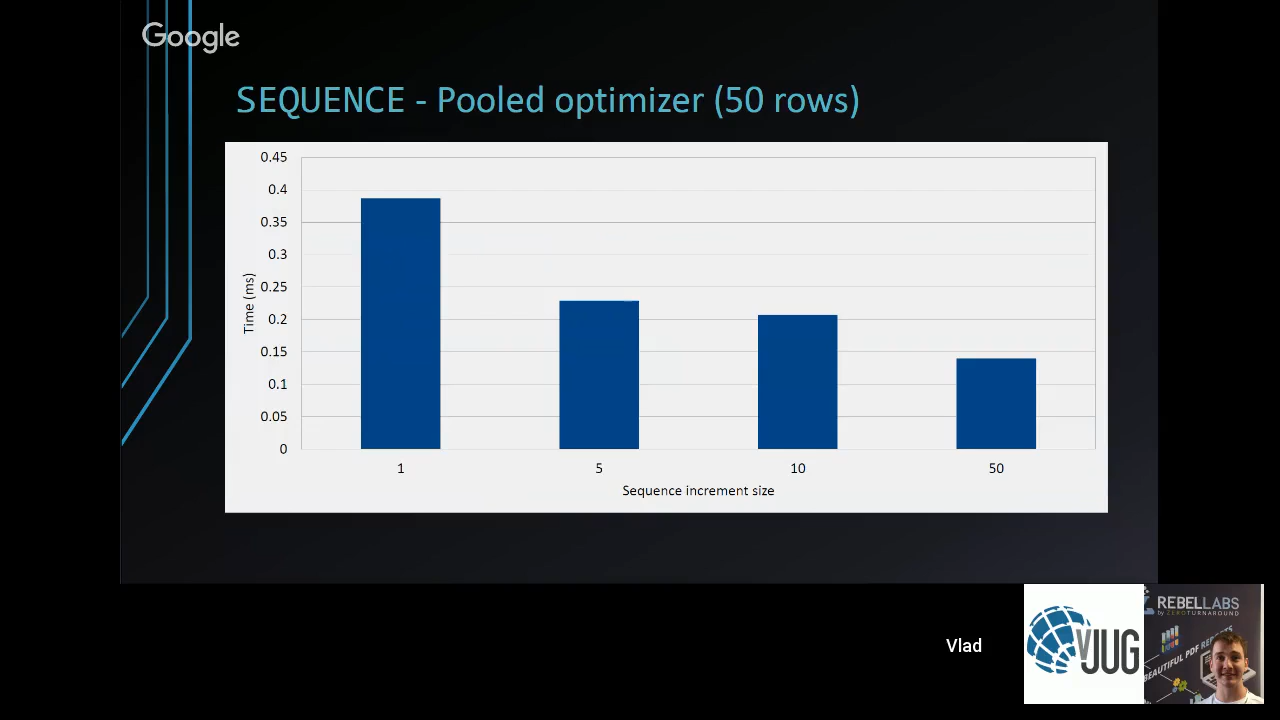 Google
SEQUENCE - Pooled optimizer (50 rows)
0.45
0.4
0.35
0.3
0.25
0.2
0.15
0.1
0.05
0
Time (ms)
1 5 10 50
Sequence increment size
Vlad
vJUG
REBELLABS
by ZEROTURNAROUND
BEAUTIFUL PDF REPORTS